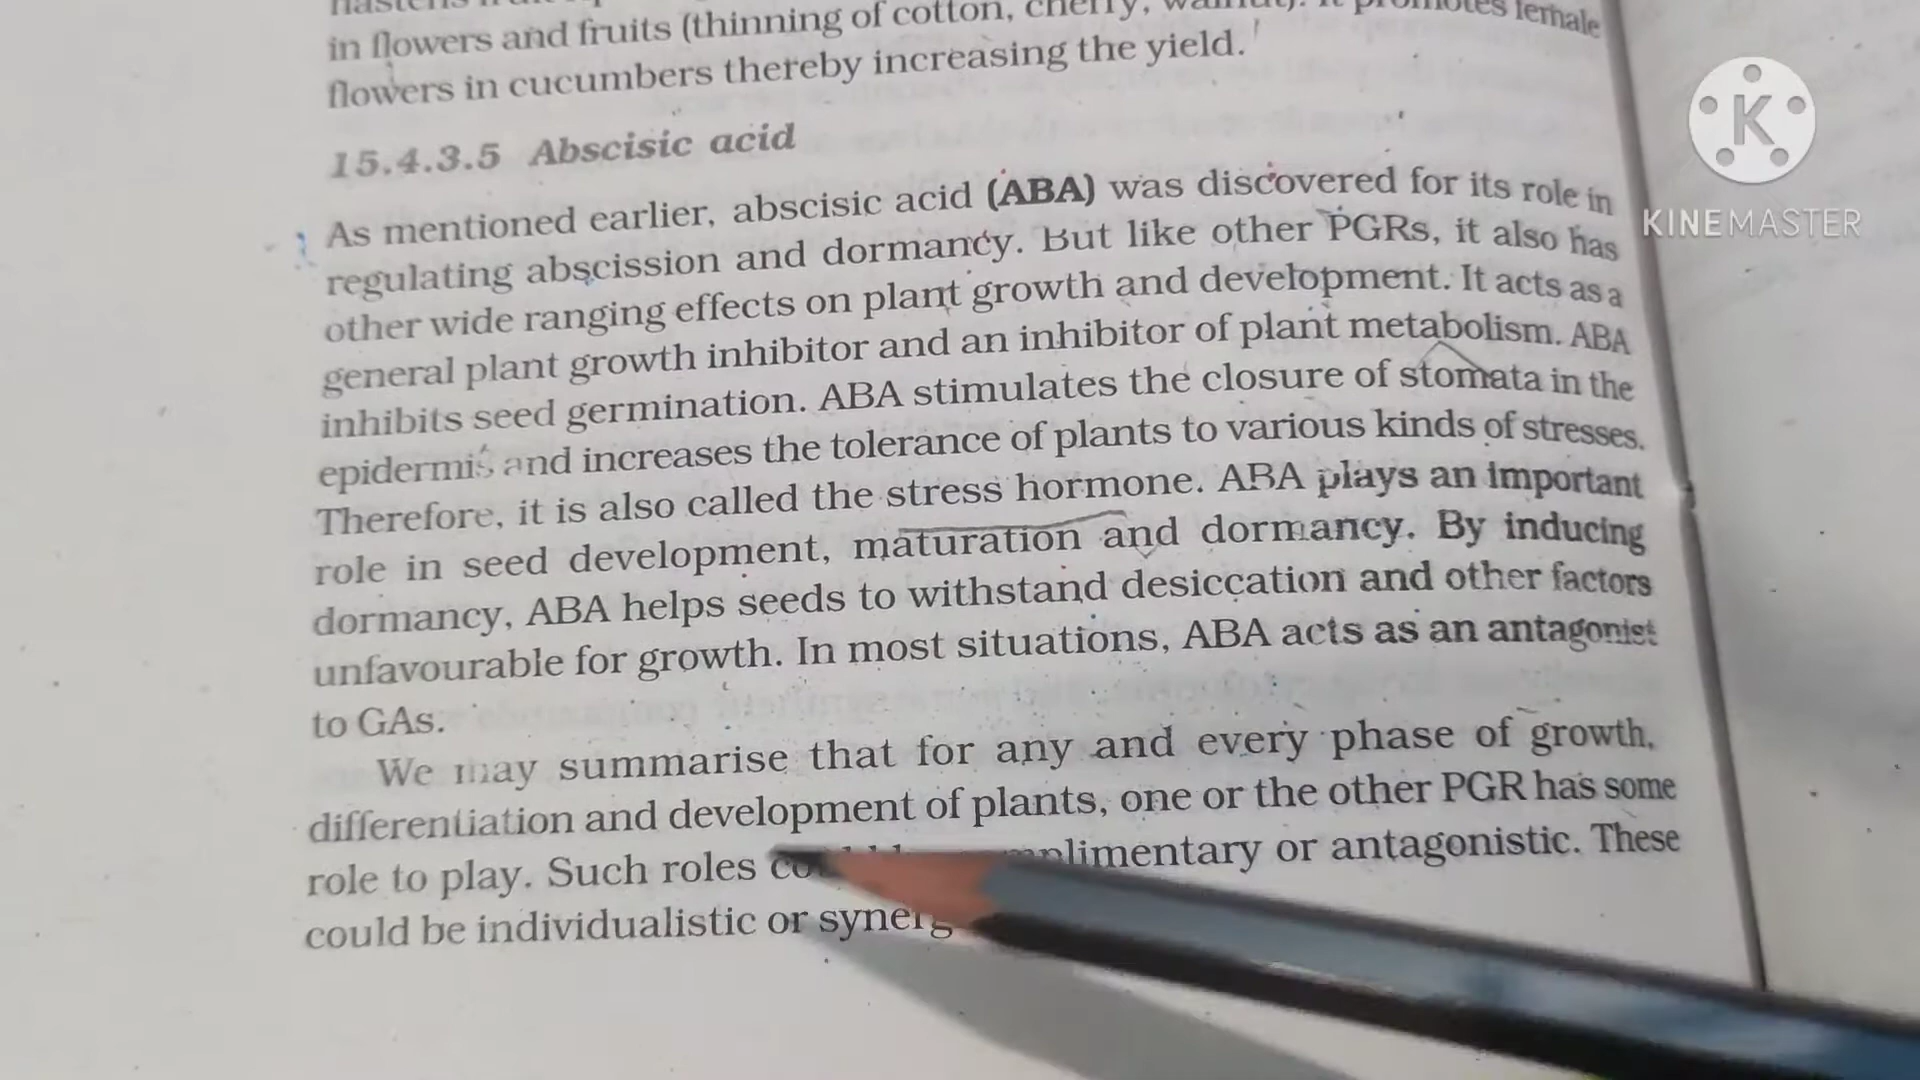 in flowers and fruits (thinning of cotton, cherry, walnut). It promotes female
flowers in cucumbers thereby increasing the yield.
15.4.3.5 Abscisic acid
As mentioned earlier, abscisic acid (ABA) was discovered for its role in
regulating abscission and dormancy. But like other PGRs, it also has
other wide ranging effects on plant growth and development. It acts as a
general plant growth inhibitor and an inhibitor of plant metabolism. ABA
inhibits seed germination. ABA stimulates the closure of stomata in the
epidermis and increases the tolerance of plants to various kinds of stresses.
Therefore, it is also called the stress hormone. ABA plays an important
role in seed development, maturation and dormancy. By inducing
dormancy, ABA helps seeds to withstand desiccation and other factors
unfavourable for growth. In most situations, ABA acts as an antagonist
to GAs.
We may summarise that for any and every phase of growth,
differentiation and development of plants, one or the other PGR has some
role to play. Such roles or antagonistic. These
could be individualistic or
K
KINEMASTER